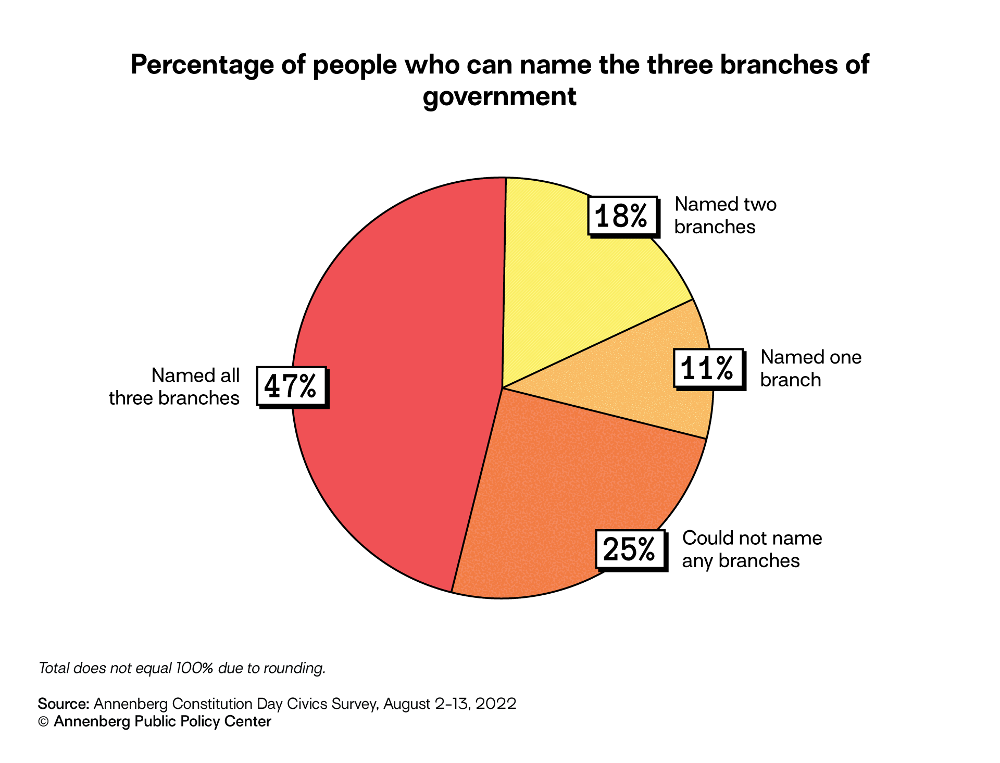 Percentage of people who can name the three branches of
government
18%
Named two
branches
11%
Named one
branch
Named all
three branches
47%
25%
Could not name
any branches
Total does not equal 100% due to rounding.
Source: Annenberg Constitution Day Civics Survey, August 2–13, 2022
© Annenberg Public Policy Center